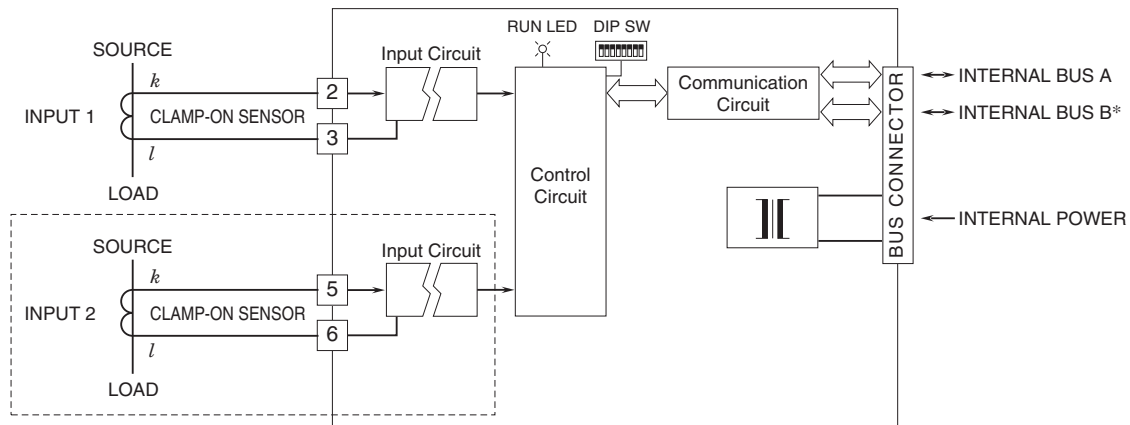 RUN LED
DIP SW
SOURCE
k
INPUT 1
CLAMP-ON SENSOR
l
LOAD
2
3
Input Circuit
Control
Circuit
Communication
Circuit
BUS CONNECTOR
INTERNAL BUS A
INTERNAL BUS B*
INTERNAL POWER
SOURCE
k
INPUT 2
CLAMP-ON SENSOR
l
LOAD
5
6
Input Circuit